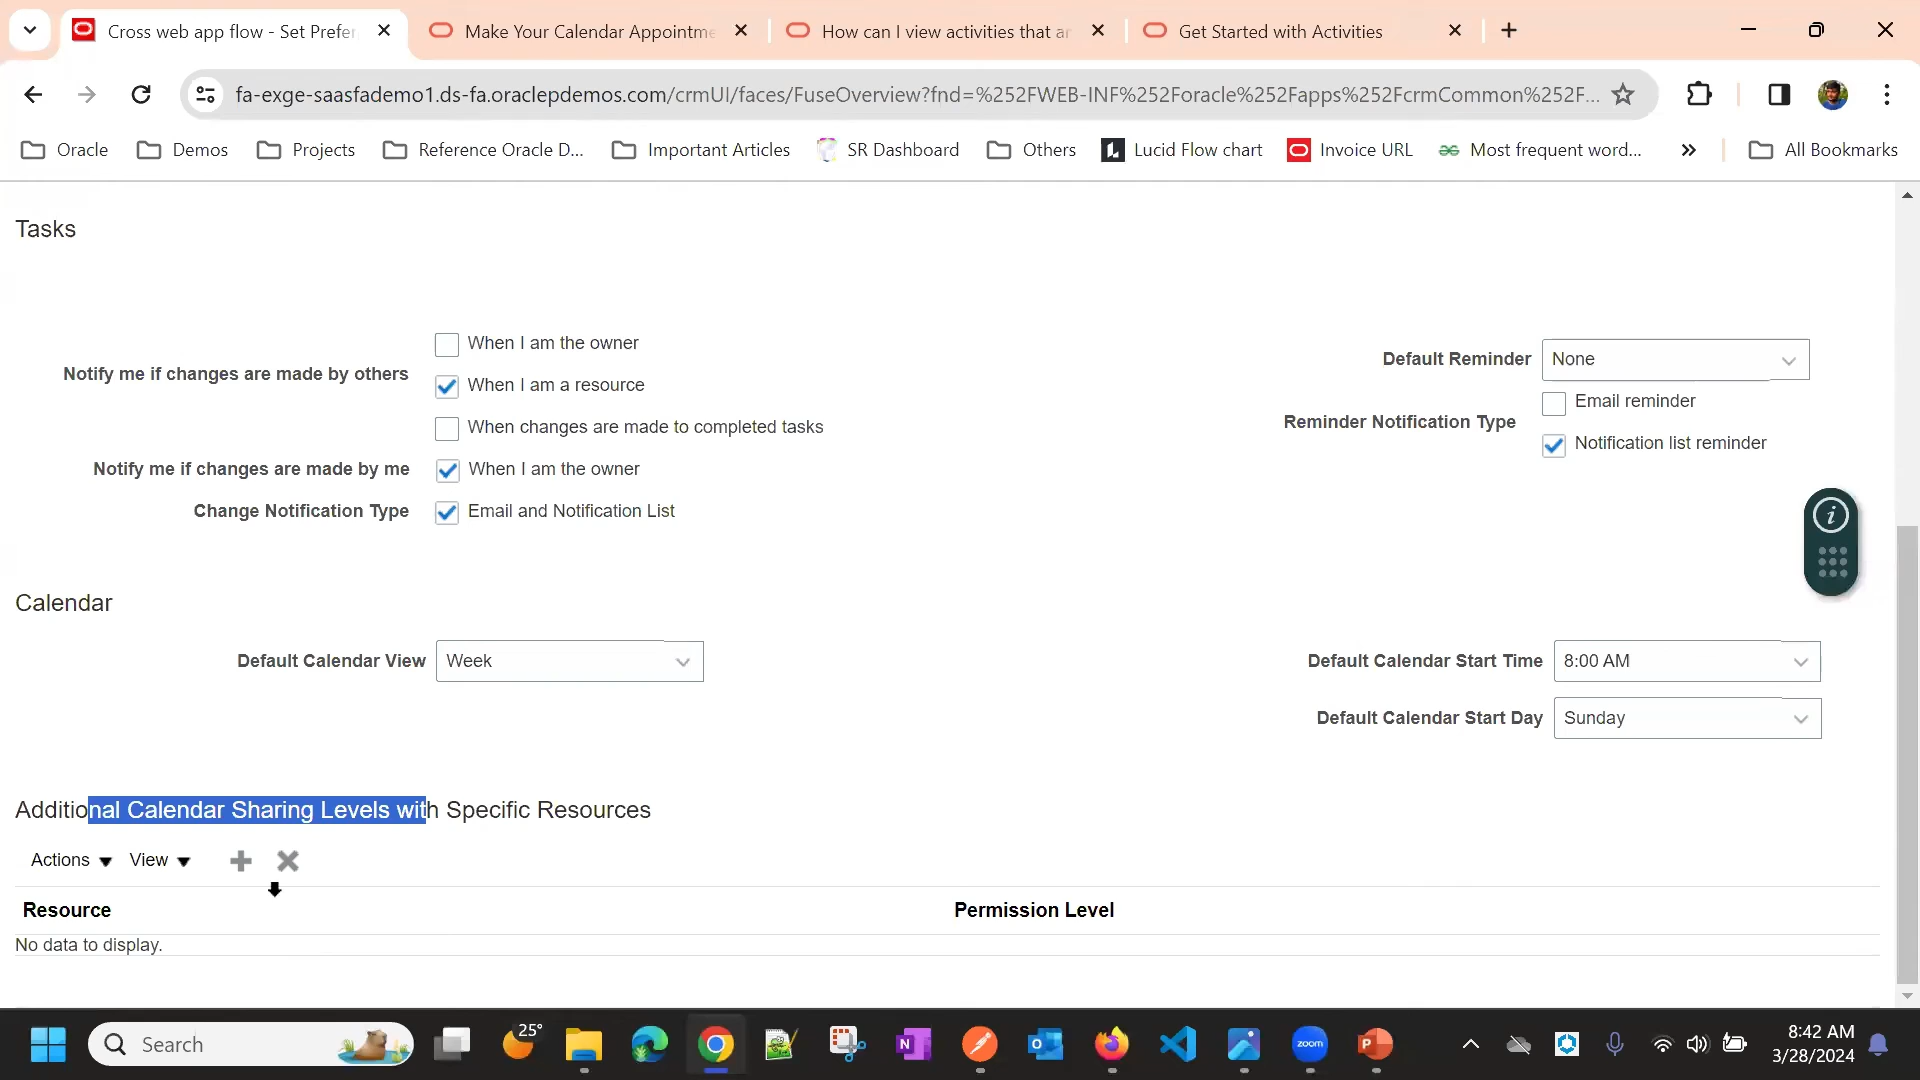 Cross web app flow - Set Prefer
Make Your Calendar Appointme
How can I view activities that ar
Get Started with Activities
fa-exge-saasfademo1.ds-fa.oraclepdemos.com/crmUI/faces/FuseOverview?fnd=%252FWEB-INF%252Foracle%252Fapps%252FcrmCommon%252F...
Oracle
Demos
Projects
Reference Oracle D...
Important Articles
SR Dashboard
Others
Lucid Flow chart
Invoice URL
Most frequent word...
All Bookmarks
Tasks
Notify me if changes are made by others
When I am the owner
When I am a resource
When changes are made to completed tasks
Notify me if changes are made by me
When I am the owner
Change Notification Type
Email and Notification List
Default Reminder
None
Reminder Notification Type
Email reminder
Notification list reminder
Calendar
Default Calendar View
Week
Default Calendar Start Time
8:00 AM
Default Calendar Start Day
Sunday
Additional Calendar Sharing Levels with Specific Resources
Actions
View
Resource
Permission Level
No data to display.
Search
25°
zoom
8:42 AM
3/28/2024